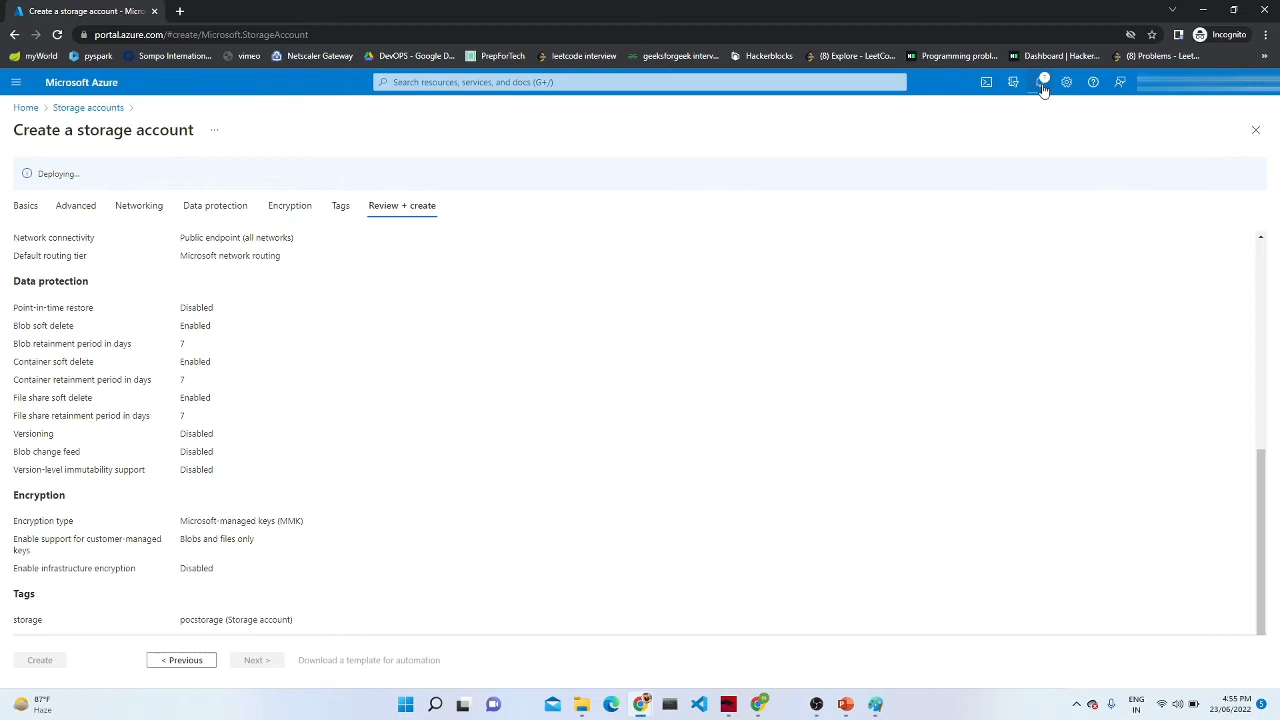 Create a storage account - Micro
portal.azure.com/#create/Microsoft.StorageAccount
Incognito
myWorld
pyspark
Sompo Internation...
vimeo
Netscaler Gateway
DevOPS - Google D...
PrepForTech
leetcode interview
geeksforgeek interv...
Hackerblocks
(8) Explore - LeetCo...
Programming probl...
Dashboard | Hacker...
(8) Problems - Leet...
Microsoft Azure
Search resources, services, and docs (G+/)
Home > Storage accounts >
Create a storage account ...
Deploying...
Basics
Advanced
Networking
Data protection
Encryption
Tags
Review + create
Network connectivity Public endpoint (all networks)
Default routing tier Microsoft network routing
Data protection
Point-in-time restore Disabled
Blob soft delete Enabled
Blob retainment period in days 7
Container soft delete Enabled
Container retainment period in days 7
File share soft delete Enabled
File share retainment period in days 7
Versioning Disabled
Blob change feed Disabled
Version-level immutability support Disabled
Encryption
Encryption type Microsoft-managed keys (MMK)
Enable support for customer-managed keys Blobs and files only
Enable infrastructure encryption Disabled
Tags
storage pocstorage (Storage account)
Create
< Previous
Next >
Download a template for automation
87°F
Haze
ENG
IN
4:55 PM
23/06/2022